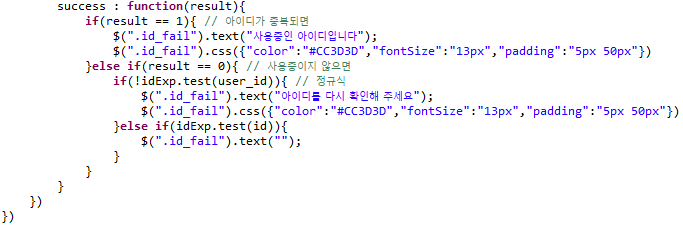 success : function(result){
if(result == 1){ // 아이디가 중복되면
$(".id_fail").text("사용중인 아이디입니다");
$(".id_fail").css({"color":"#CC3D3D","fontSize":"13px","padding":"5px 50px"})
}else if(result == 0){ // 사용중이지 않으면
if(!idExp.test(user_id)){ // 정규식
$(".id_fail").text("아이디를 다시 확인해 주세요");
$(".id_fail").css({"color":"#CC3D3D","fontSize":"13px","padding":"5px 50px"})
}else if(idExp.test(id)){
$(".id_fail").text("");
}
}
}
})
})